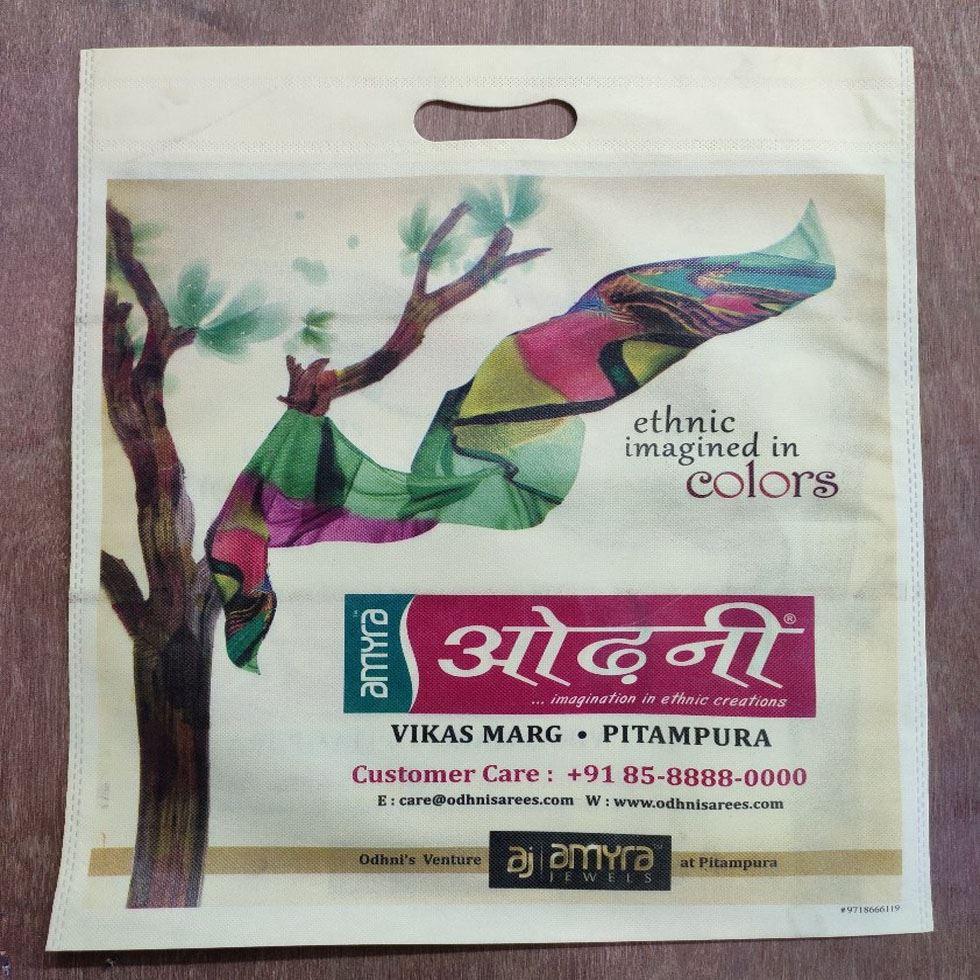 ethnic
imagined in
colors
amyra™
ओढ़नी®
... imagination in ethnic creations
VIKAS MARG • PITAMPURA
Customer Care : +91 85-8888-0000
E : care@odhnisarees.com W : www.odhnisarees.com
Odhni's Venture aj amyra JEWELS at Pitampura
#9718666119